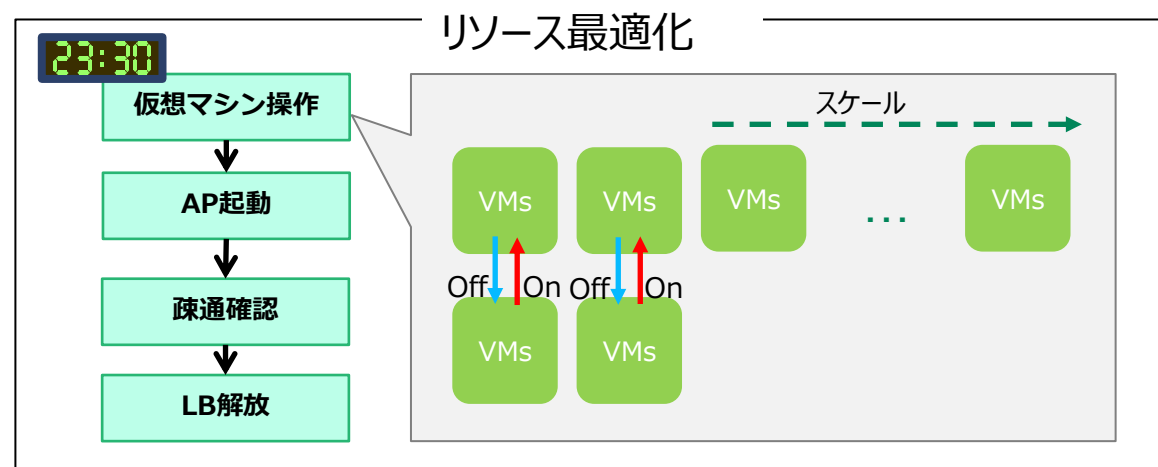 リソース最適化
23:30
仮想マシン操作
AP起動
疎通確認
LB解放
スケール
VMs VMs VMs ... VMs
Off On Off On
VMs VMs